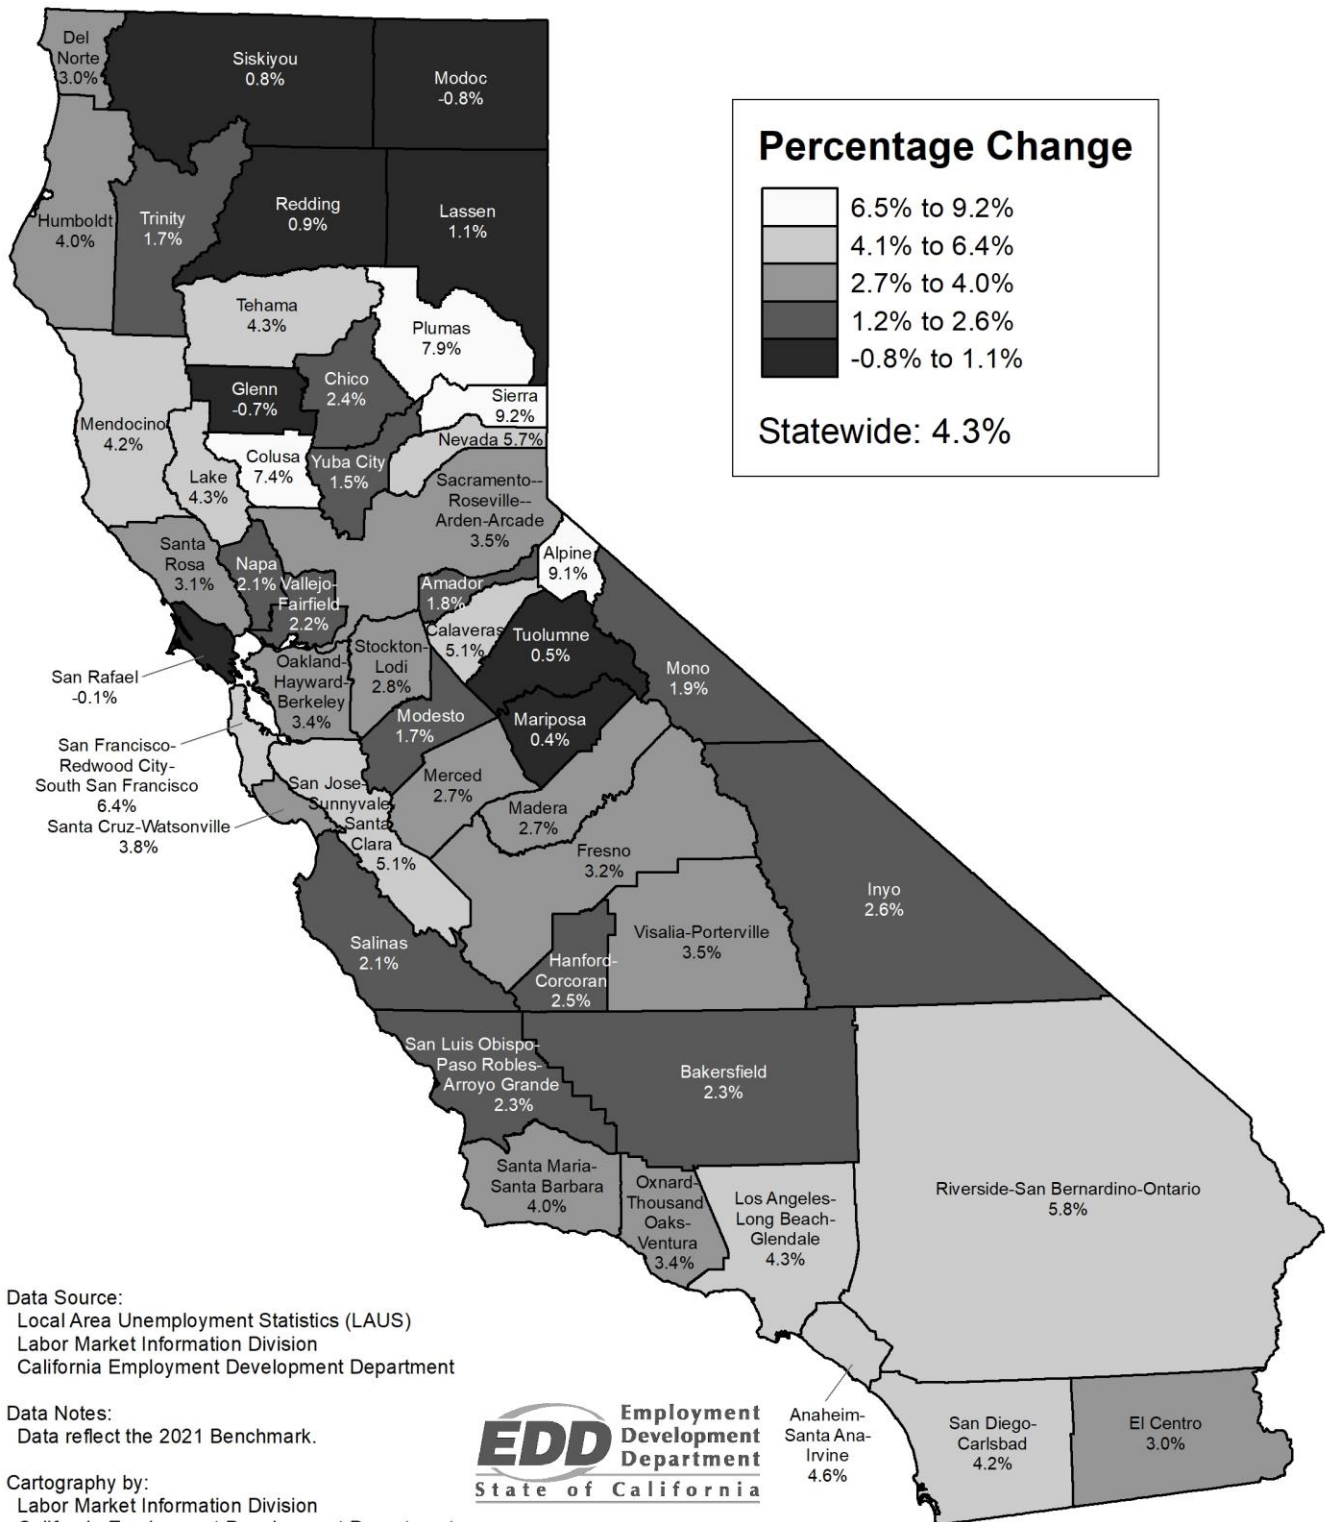 Del
Norte
3.0%
Siskiyou
0.8%
Modoc
-0.8%
Percentage Change
6.5% to 9.2%
4.1% to 6.4%
2.7% to 4.0%
1.2% to 2.6%
-0.8% to 1.1%
Statewide: 4.3%
Humboldt
4.0%
Trinity
1.7%
Redding
0.9%
Lassen
1.1%
Tehama
4.3%
Plumas
7.9%
Glenn
-0.7%
Chico
2.4%
Sierra
9.2%
Mendocino
4.2%
Lake
4.3%
Colusa
7.4%
Yuba City
1.5%
Nevada 5.7%
Sacramento--
Roseville--
Arden-Arcade
3.5%
Santa
Rosa
3.1%
Napa
2.1%
Vallejo-
Fairfield
2.2%
Amador
1.8%
Alpine
9.1%
Calaveras
5.1%
Tuolumne
0.5%
Mono
1.9%
San Rafael
-0.1%
Oakland-
Hayward-
Berkeley
3.4%
Stockton-
Lodi
2.8%
Modesto
1.7%
Mariposa
0.4%
San Francisco-
Redwood City-
South San Francisco
6.4%
Santa Cruz-Watsonville
3.8%
San Jose-
Sunnyvale-
Santa
Clara
5.1%
Merced
2.7%
Madera
2.7%
Fresno
3.2%
Inyo
2.6%
Salinas
2.1%
Hanford-
Corcoran
2.5%
Visalia-Porterville
3.5%
San Luis Obispo-
Paso Robles-
Arroyo Grande
2.3%
Bakersfield
2.3%
Santa Maria-
Santa Barbara
4.0%
Oxnard-
Thousand
Oaks-
Ventura
3.4%
Los Angeles-
Long Beach-
Glendale
4.3%
Riverside-San Bernardino-Ontario
5.8%
Anaheim-
Santa Ana-
Irvine
4.6%
San Diego-
Carlsbad
4.2%
El Centro
3.0%
Data Source:
Local Area Unemployment Statistics (LAUS)
Labor Market Information Division
California Employment Development Department
Data Notes:
Data reflect the 2021 Benchmark.
Cartography by:
Labor Market Information Division
EDD
Employment
Development
Department
State of California